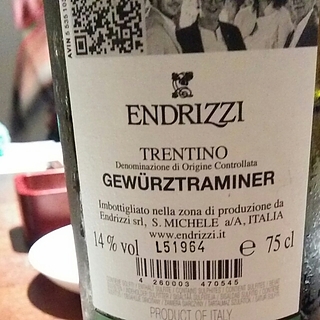 ENDRIZZI
TRENTINO
Denominazione di Origine Controllata
GEWÜRZTRAMINER
Imbottigliato nella zona di produzione da
Endrizzi srl, S. MICHELE a/A, ITALIA
www.endrizzi.it
14 % vol L51964 e 75 cl
4 260003 470545
PRODUCT OF ITALY